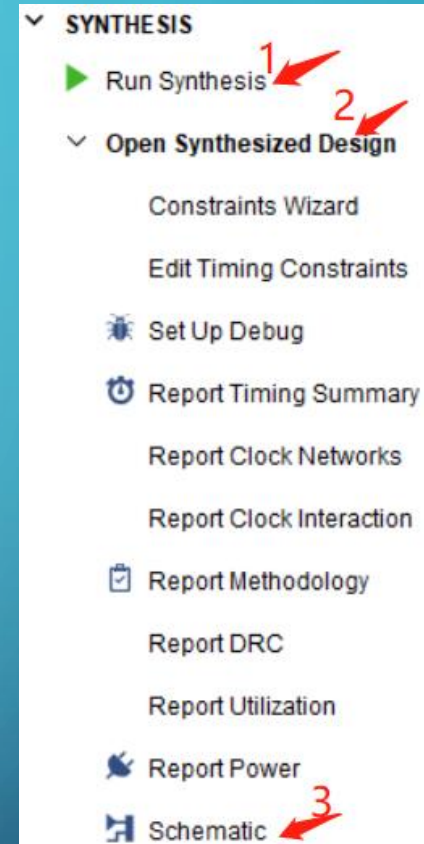 SYNTHESIS
1
Run Synthesis
2
Open Synthesized Design
Constraints Wizard
Edit Timing Constraints
Set Up Debug
Report Timing Summary
Report Clock Networks
Report Clock Interaction
Report Methodology
Report DRC
Report Utilization
Report Power
3
Schematic